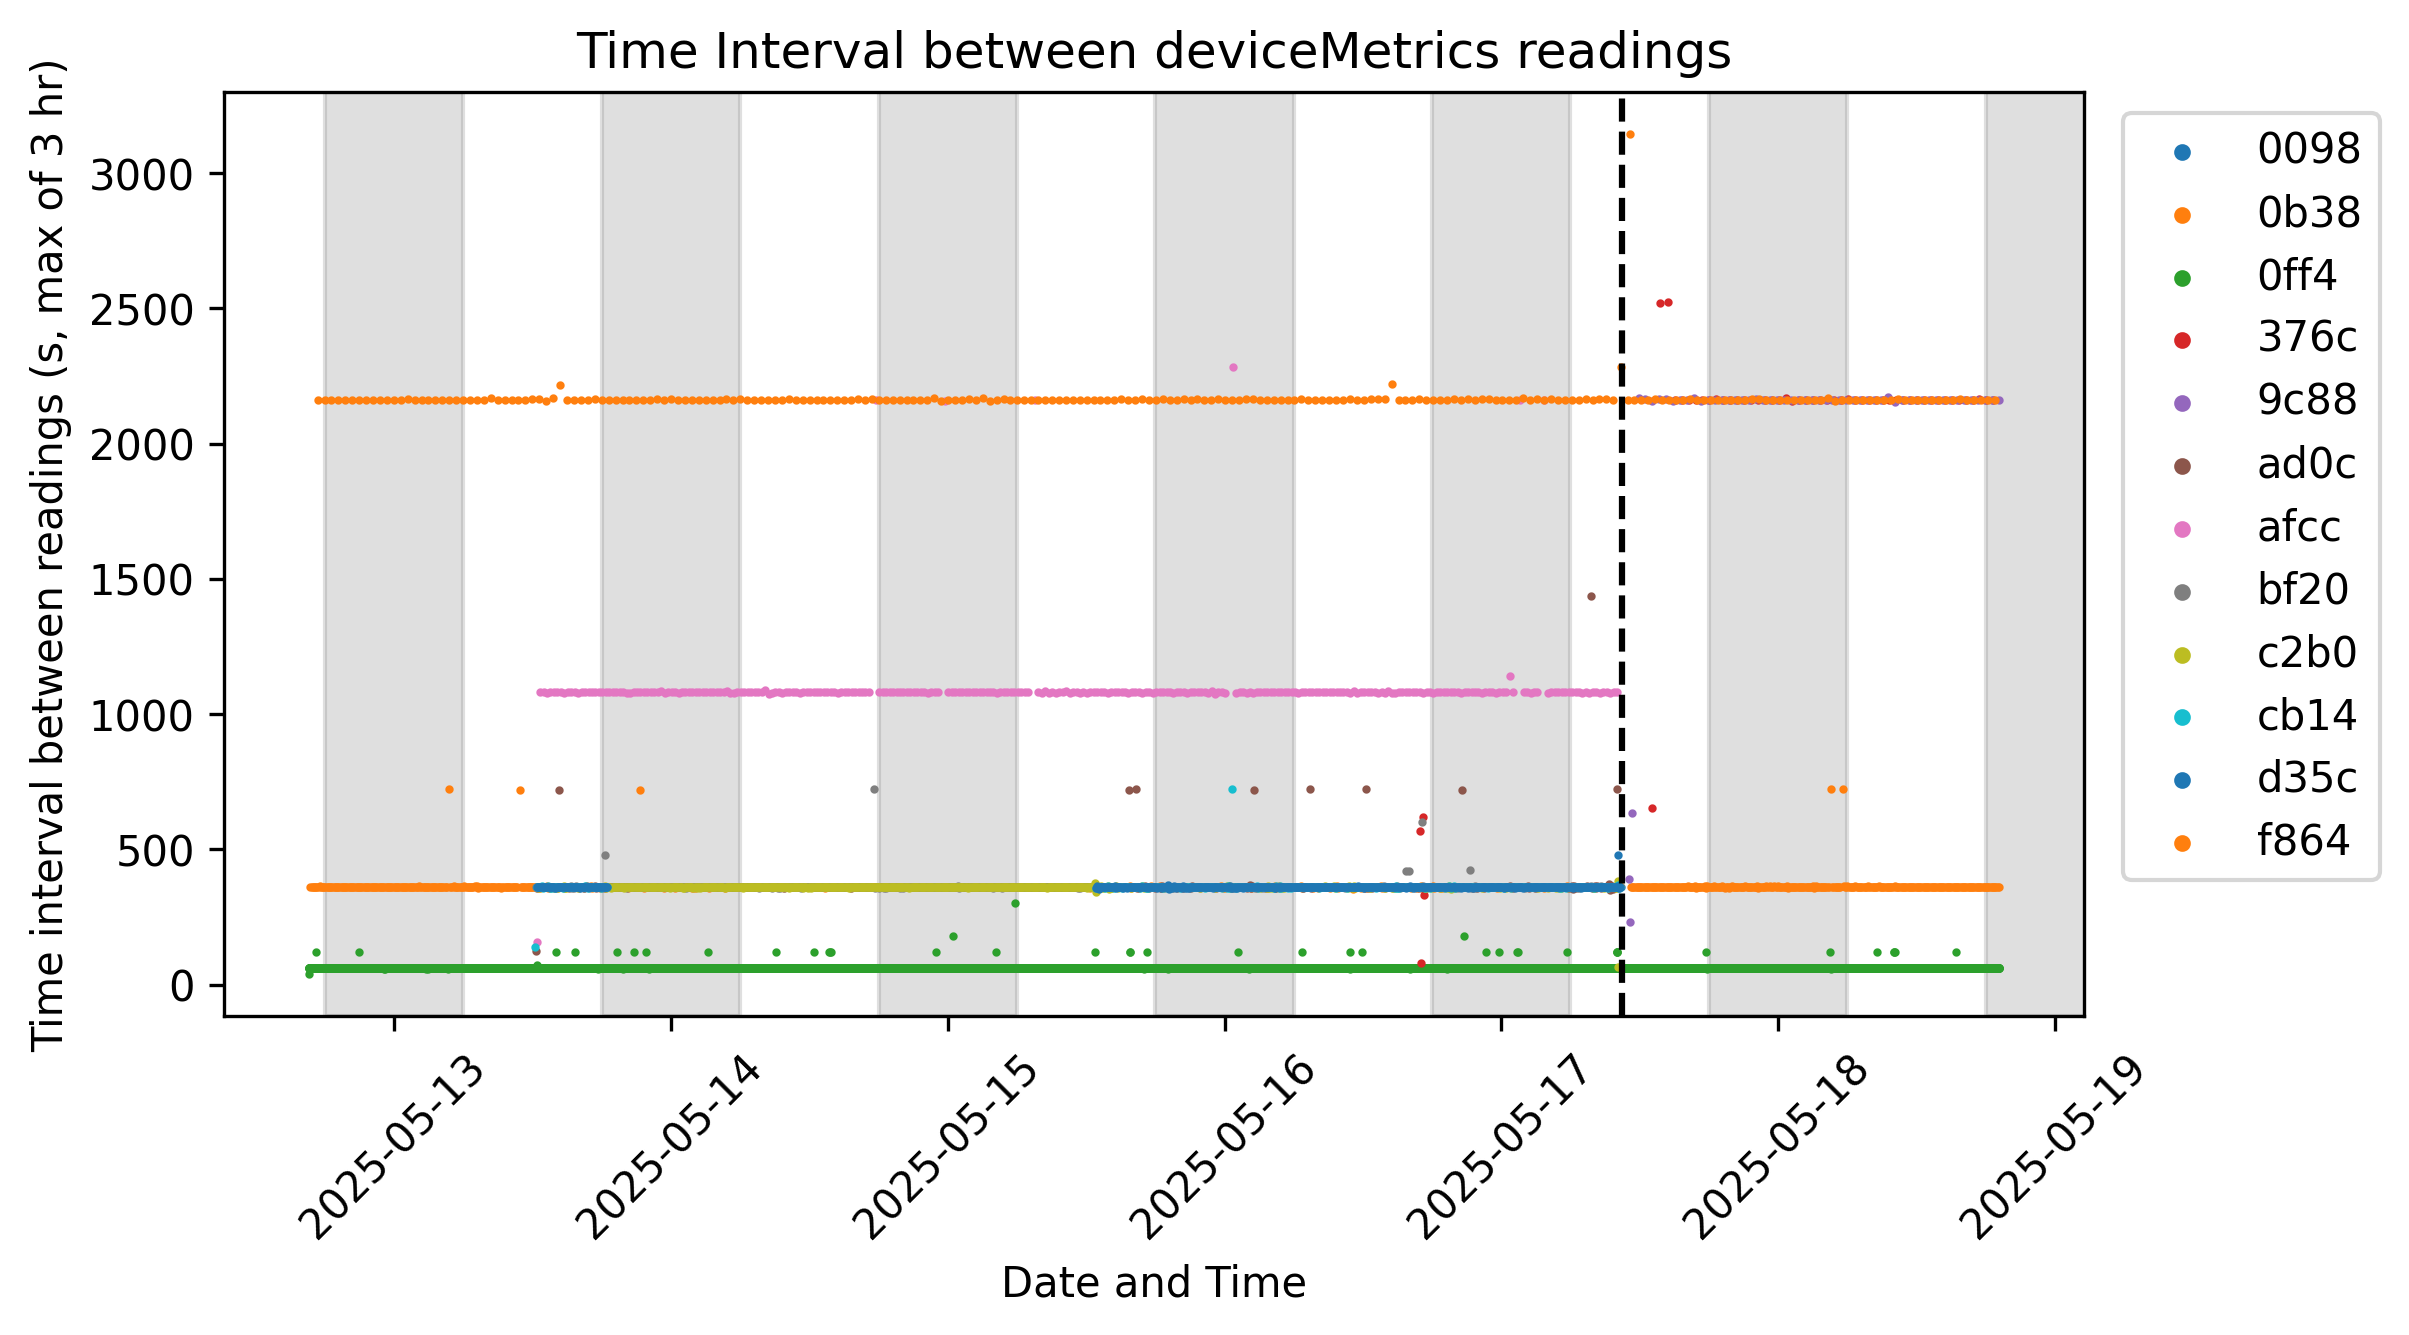 Time Interval between deviceMetrics readings
Time interval between readings (s, max of 3 hr)
3000
2500
2000
1500
1000
500
0
2025-05-13
2025-05-14
2025-05-15
2025-05-16
2025-05-17
2025-05-18
2025-05-19
Date and Time
0098
0b38
0ff4
376c
9c88
ad0c
afcc
bf20
c2b0
cb14
d35c
f864